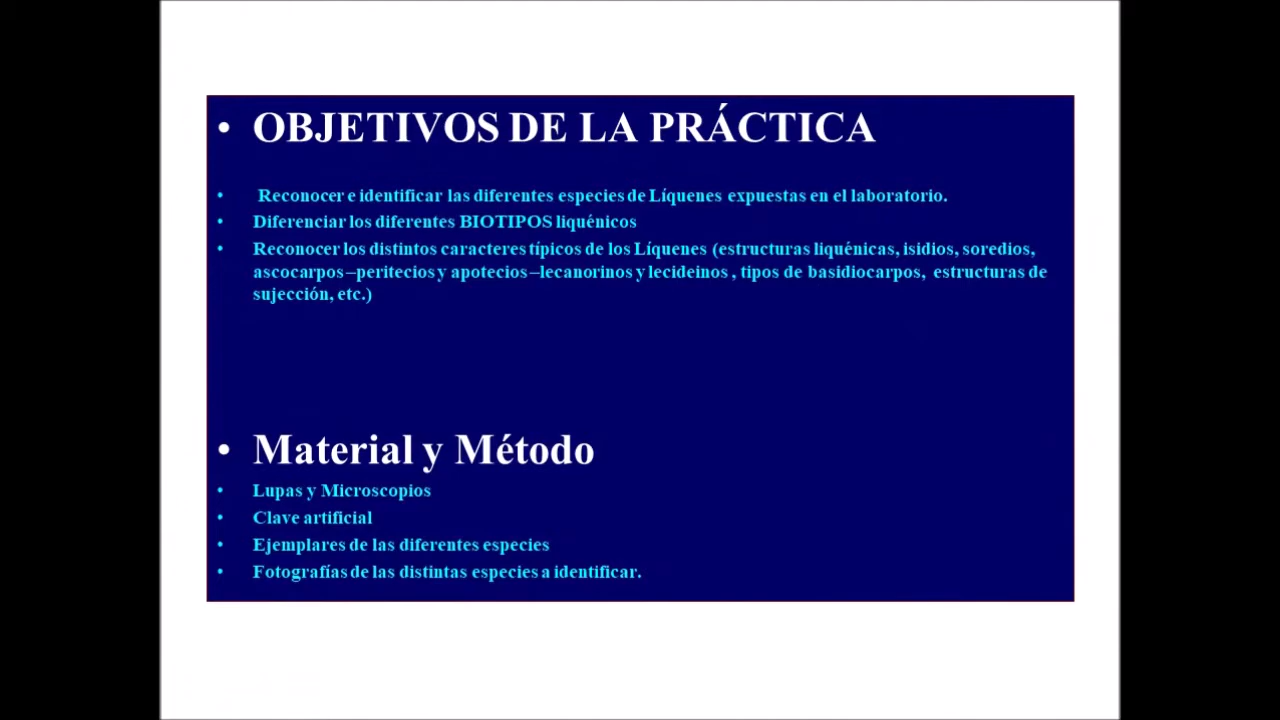 • OBJETIVOS DE LA PRÁCTICA
• Reconocer e identificar las diferentes especies de Líquenes expuestas en el laboratorio.
• Diferenciar los diferentes BIOTIPOS liquénicos
• Reconocer los distintos caracteres típicos de los Líquenes (estructuras liquénicas, isidios, soredios,
ascocarpos –peritecios y apotecios –lecanorinos y lecideinos , tipos de basidiocarpos, estructuras de
sujección, etc.)
• Material y Método
• Lupas y Microscopios
• Clave artificial
• Ejemplares de las diferentes especies
• Fotografías de las distintas especies a identificar.